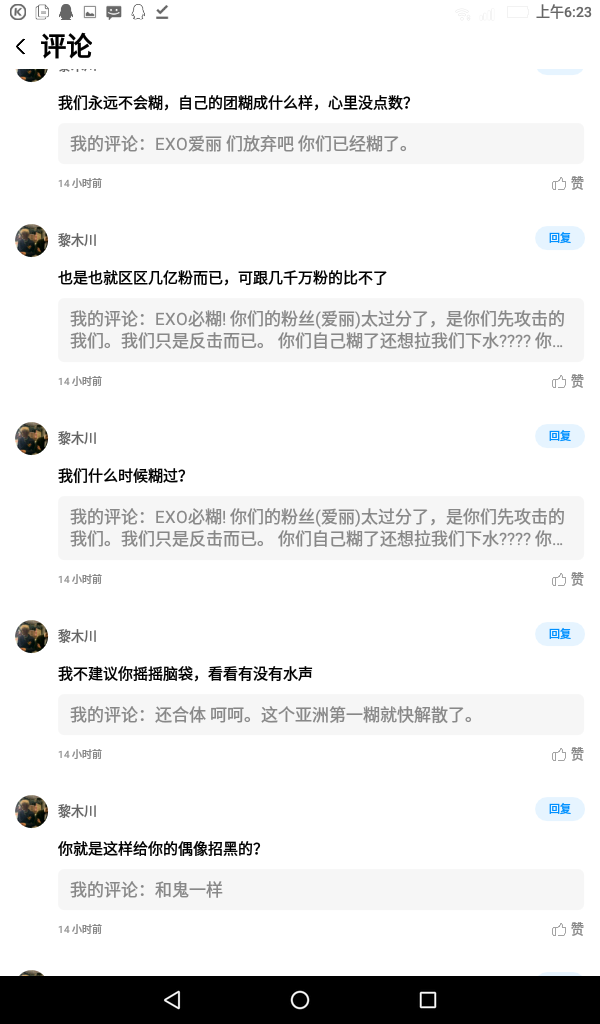 上午6:23
评论
我们永远不会糊，自己的团糊成什么样，心里没点数？
我的评论：EXO爱丽 们放弃吧 你们已经糊了。
14 小时前
赞
黎木川
回复
也是也就区区几亿粉而已，可跟几千万粉的比不了
我的评论：EXO必糊! 你们的粉丝(爱丽)太过分了，是你们先攻击的
我们。我们只是反击而已。 你们自己糊了还想拉我们下水???? 你...
14 小时前
赞
黎木川
回复
我们什么时候糊过？
我的评论：EXO必糊! 你们的粉丝(爱丽)太过分了，是你们先攻击的
我们。我们只是反击而已。 你们自己糊了还想拉我们下水???? 你...
14 小时前
赞
黎木川
回复
我不建议你摇摇脑袋，看看有没有水声
我的评论：还合体 呵呵。这个亚洲第一糊就快解散了。
14 小时前
赞
黎木川
回复
你就是这样给你的偶像招黑的？
我的评论：和鬼一样
14 小时前
赞